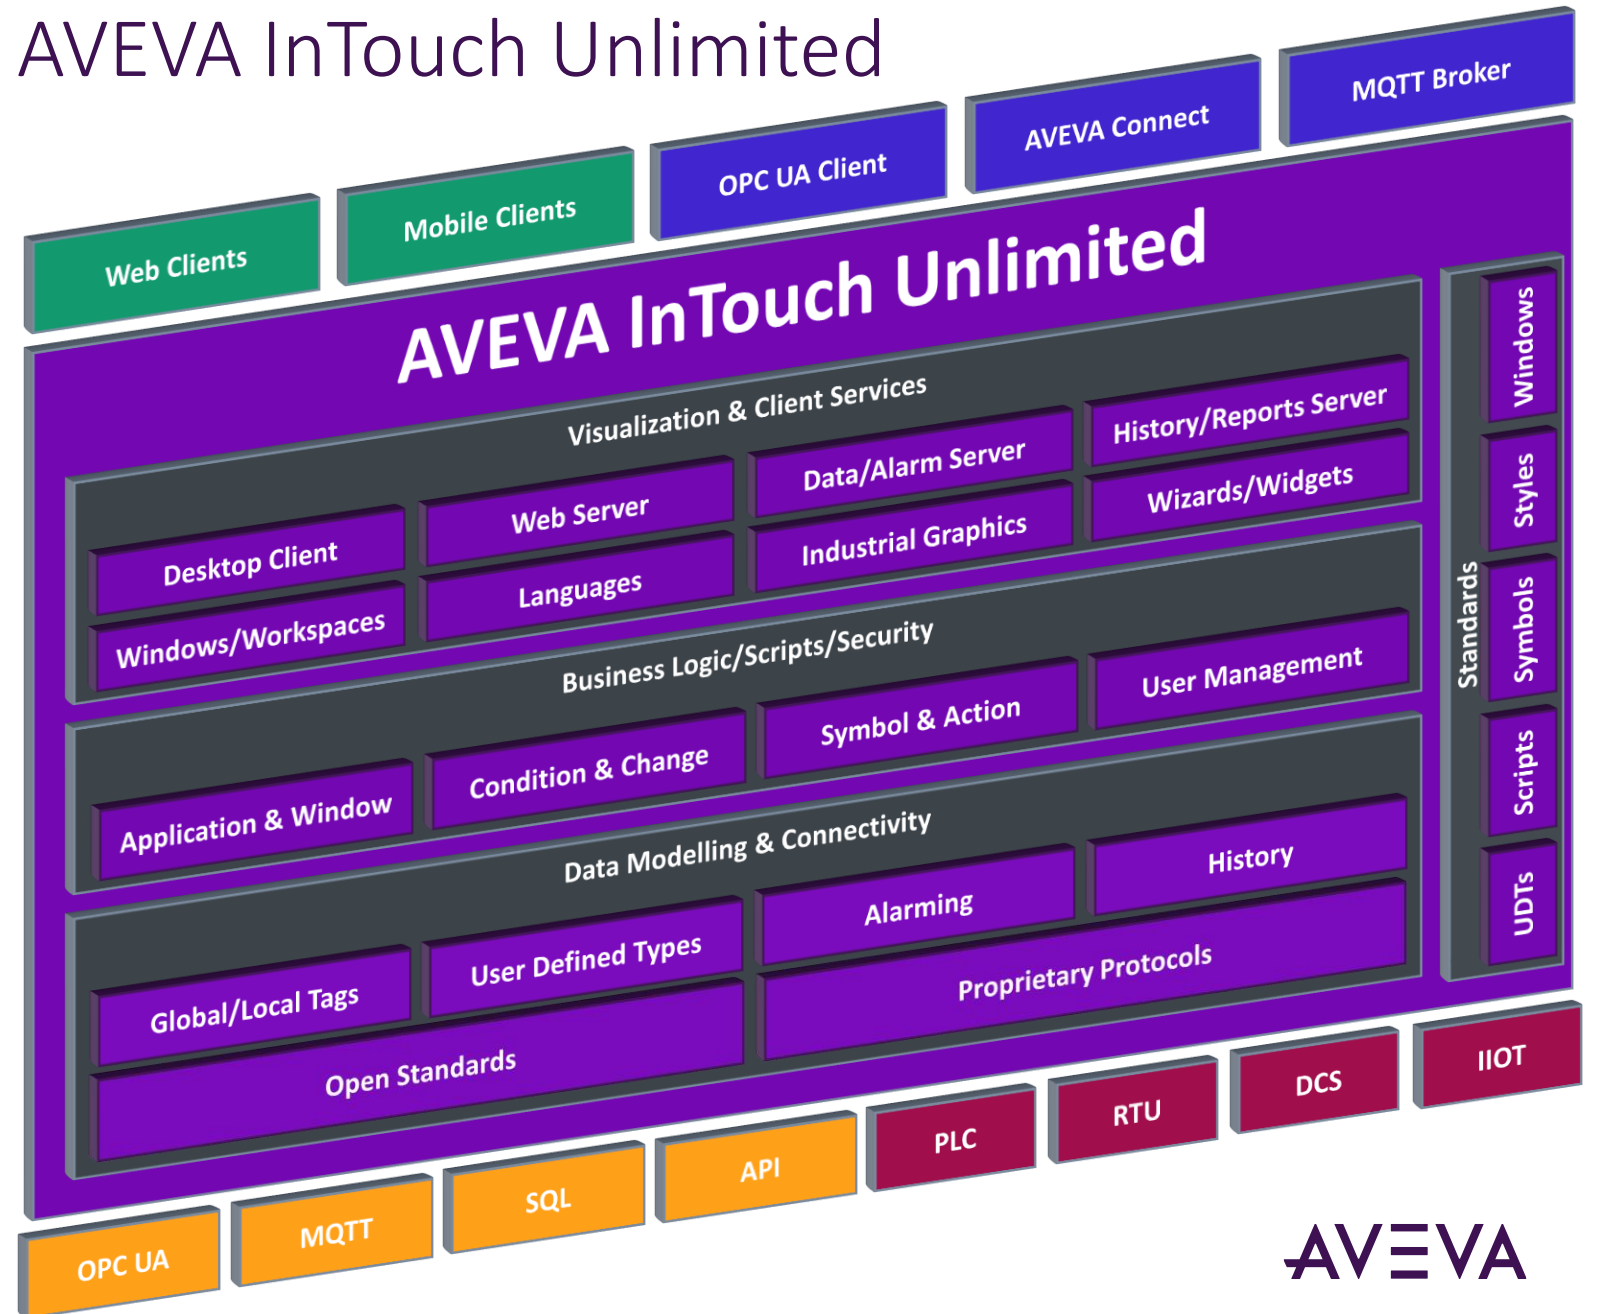 AVEVA InTouch Unlimited
Web Clients
Mobile Clients
OPC UA Client
AVEVA Connect
MQTT Broker
AVEVA InTouch Unlimited
Visualization & Client Services
Desktop Client
Web Server
Data/Alarm Server
History/Reports Server
Windows/Workspaces
Languages
Industrial Graphics
Wizards/Widgets
Business Logic/Scripts/Security
Application & Window
Condition & Change
Symbol & Action
User Management
Data Modelling & Connectivity
Global/Local Tags
User Defined Types
Alarming
History
Open Standards
Proprietary Protocols
Standards
Windows
Styles
Symbols
Scripts
UDTs
OPC UA
MQTT
SQL
API
PLC
RTU
DCS
IIOT
AVEVA